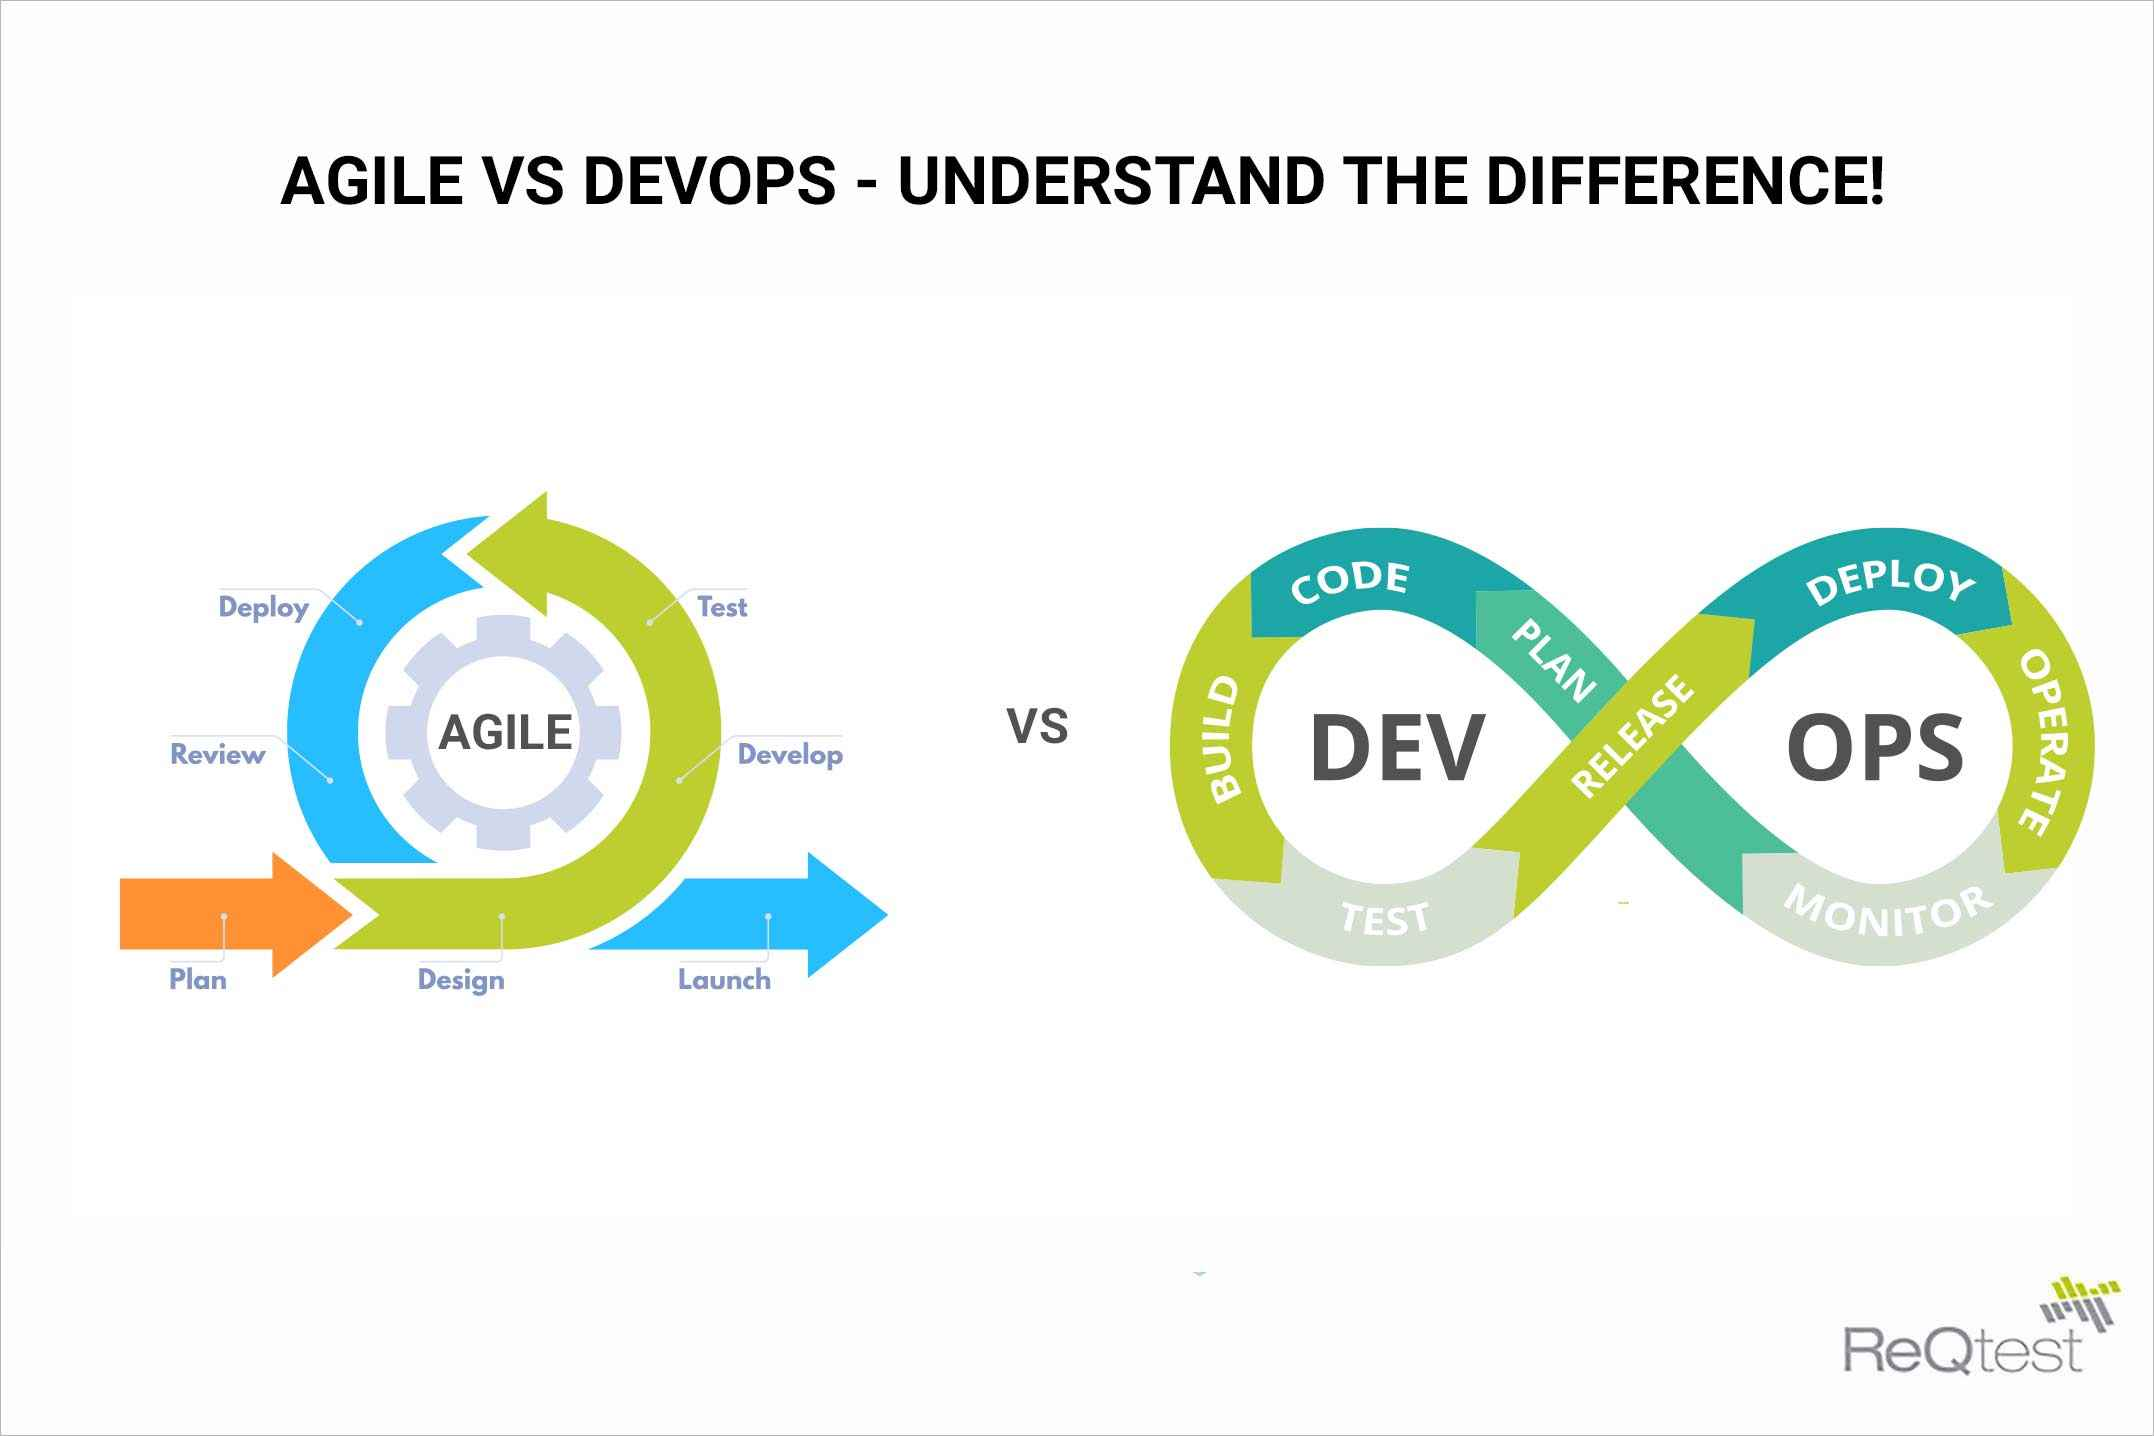 AGILE VS DEVOPS - UNDERSTAND THE DIFFERENCE!
Deploy
Test
Review
AGILE
Develop
Plan
Design
Launch
VS
CODE
PLAN
BUILD
DEV
TEST
RELEASE
DEPLOY
OPS
OPERATE
MONITOR
ReQtest